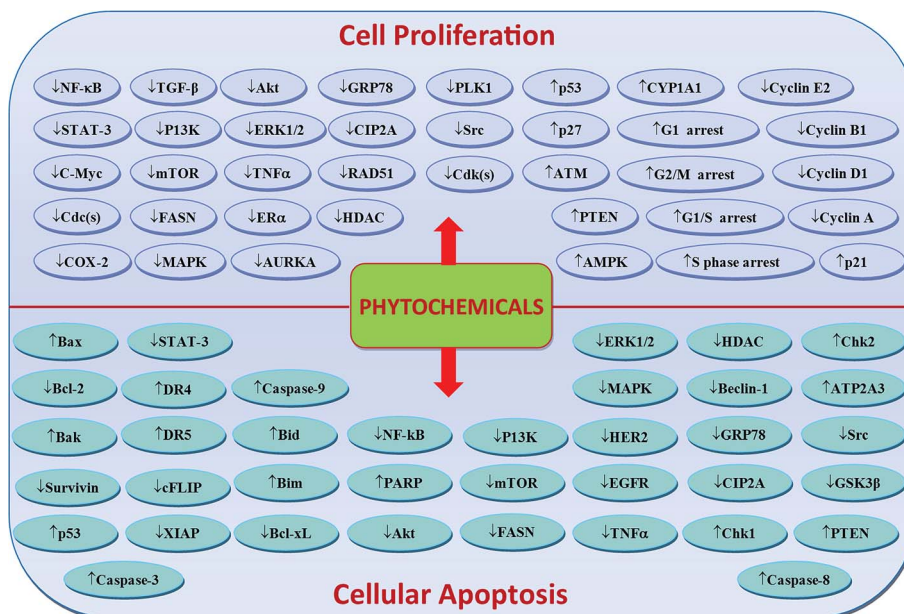 Cell Proliferation
↓NF-κB ↓TGF-β ↓Akt ↓GRP78 ↓PLK1 ↑p53 ↑CYP1A1 ↓Cyclin E2
↓STAT-3 ↓P13K ↓ERK1/2 ↓CIP2A ↓Src ↑p27 ↑G1 arrest ↓Cyclin B1
↓C-Myc ↓mTOR ↓TNFα ↓RAD51 ↓Cdk(s) ↑ATM ↑G2/M arrest ↓Cyclin D1
↓Cdc(s) ↓FASN ↓ERα ↓HDAC ↑PTEN ↑G1/S arrest ↓Cyclin A
↓COX-2 ↓MAPK ↓AURKA ↑AMPK ↑S phase arrest ↑p21
PHYTOCHEMICALS
↑Bax ↓STAT-3 ↓ERK1/2 ↓HDAC ↑Chk2
↓Bcl-2 ↑DR4 ↑Caspase-9 ↓MAPK ↓Beclin-1 ↑ATP2A3
↑Bak ↑DR5 ↑Bid ↓NF-kB ↓P13K ↓HER2 ↓GRP78 ↓Src
↓Survivin ↓cFLIP ↑Bim ↑PARP ↓mTOR ↓EGFR ↓CIP2A ↓GSK3β
↑p53 ↓XIAP ↓Bcl-xL ↓Akt ↓FASN ↓TNFα ↑Chk1 ↑PTEN
↑Caspase-3 ↑Caspase-8
Cellular Apoptosis